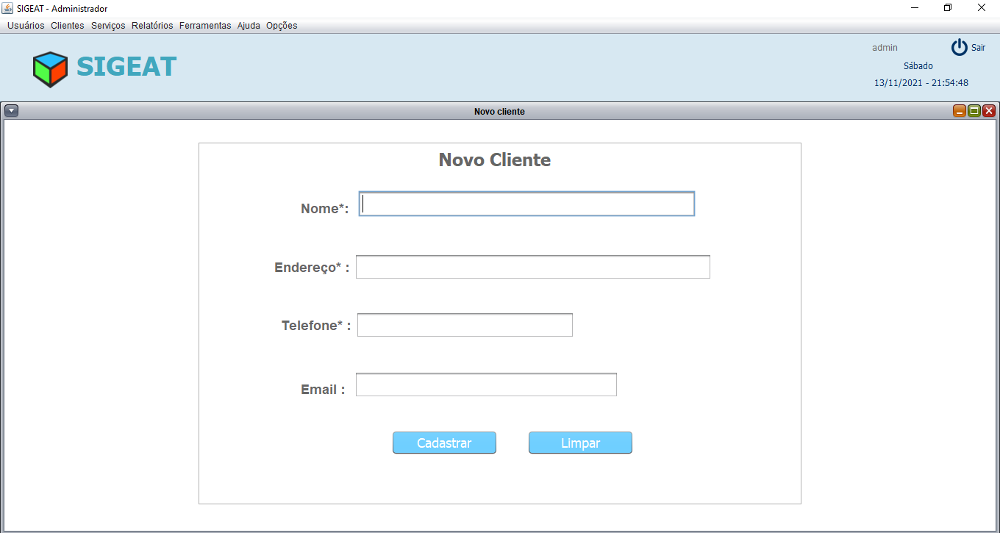 SIGEAT - Administrador
Usuários Clientes Serviços Relatórios Ferramentas Ajuda Opções
SIGEAT
admin Sair
Sábado
13/11/2021 - 21:54:48
Novo cliente
Novo Cliente
Nome*:
Endereço* :
Telefone* :
Email :
Cadastrar Limpar